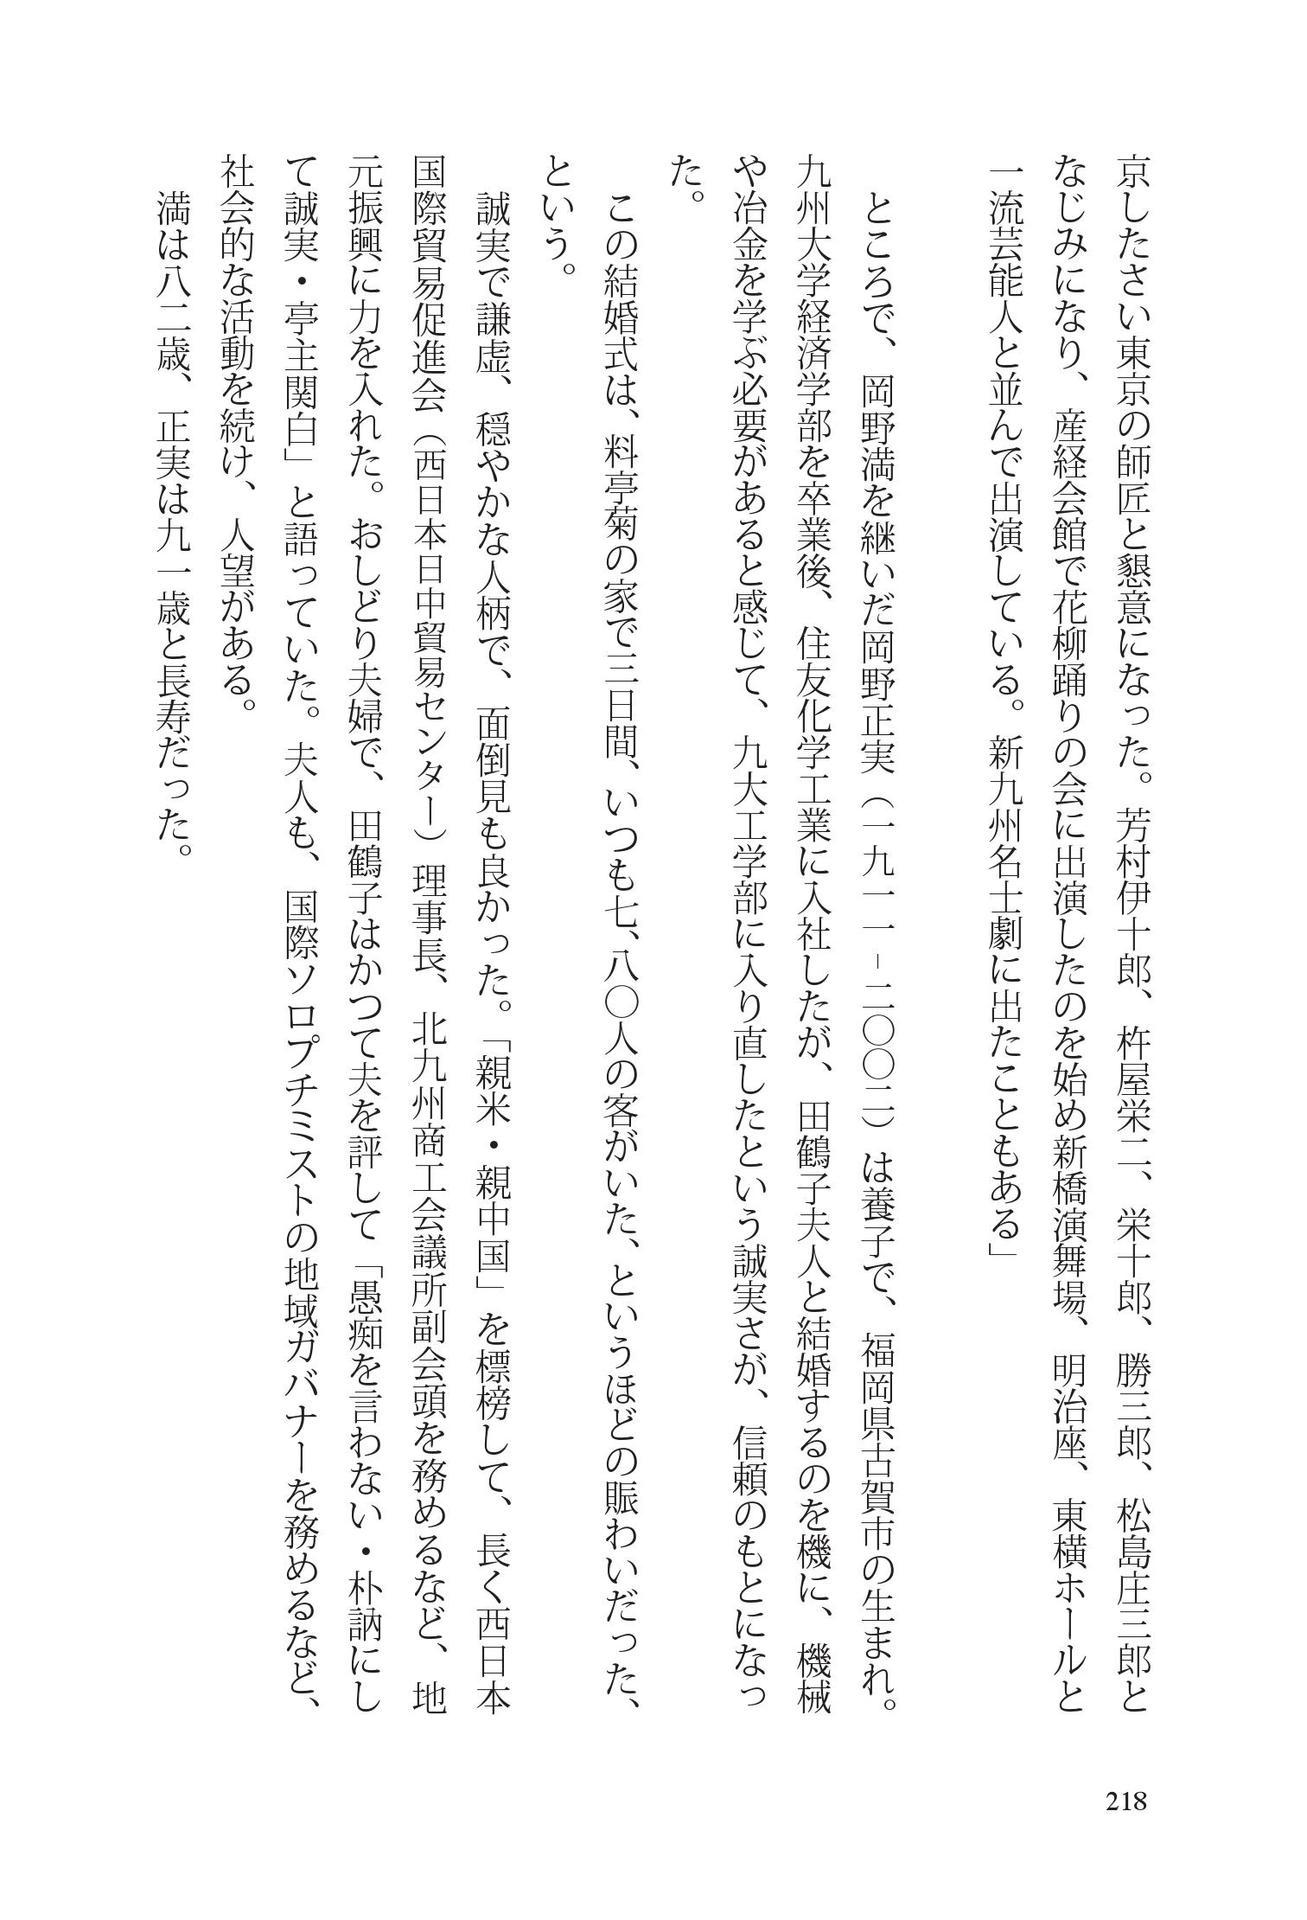 京したさい東京の師匠と懇意になった。芳村伊十郎、杵屋栄二、栄十郎、勝三郎、松島庄三郎と
なじみになり、産経会館で花柳踊りの会に出演したのを始め新橋演舞場、明治座、東横ホールと
一流芸能人と並んで出演している。新九州名士劇に出たこともある」
ところで、岡野満を継いだ岡野正実（一九一一–二〇〇二）は養子で、福岡県古賀市の生まれ。
九州大学経済学部を卒業後、住友化学工業に入社したが、田鶴子夫人と結婚するのを機に、機械
や冶金を学ぶ必要があると感じて、九大工学部に入り直したという誠実さが、信頼のもとになっ
た。
この結婚式は、料亭菊の家で三日間、いつも七、八〇人の客がいた、というほどの賑わいだった、
という。
誠実で謙虚、穏やかな人柄で、面倒見も良かった。「親米・親中国」を標榜して、長く西日本
国際貿易促進会（西日本日中貿易センター）理事長、北九州商工会議所副会頭を務めるなど、地
元振興に力を入れた。おしどり夫婦で、田鶴子はかつて夫を評して「愚痴を言わない・朴訥にし
て誠実・亭主関白」と語っていた。夫人も、国際ソロプチミストの地域ガバナーを務めるなど、
社会的な活動を続け、人望がある。
満は八二歳、正実は九一歳と長寿だった。
218